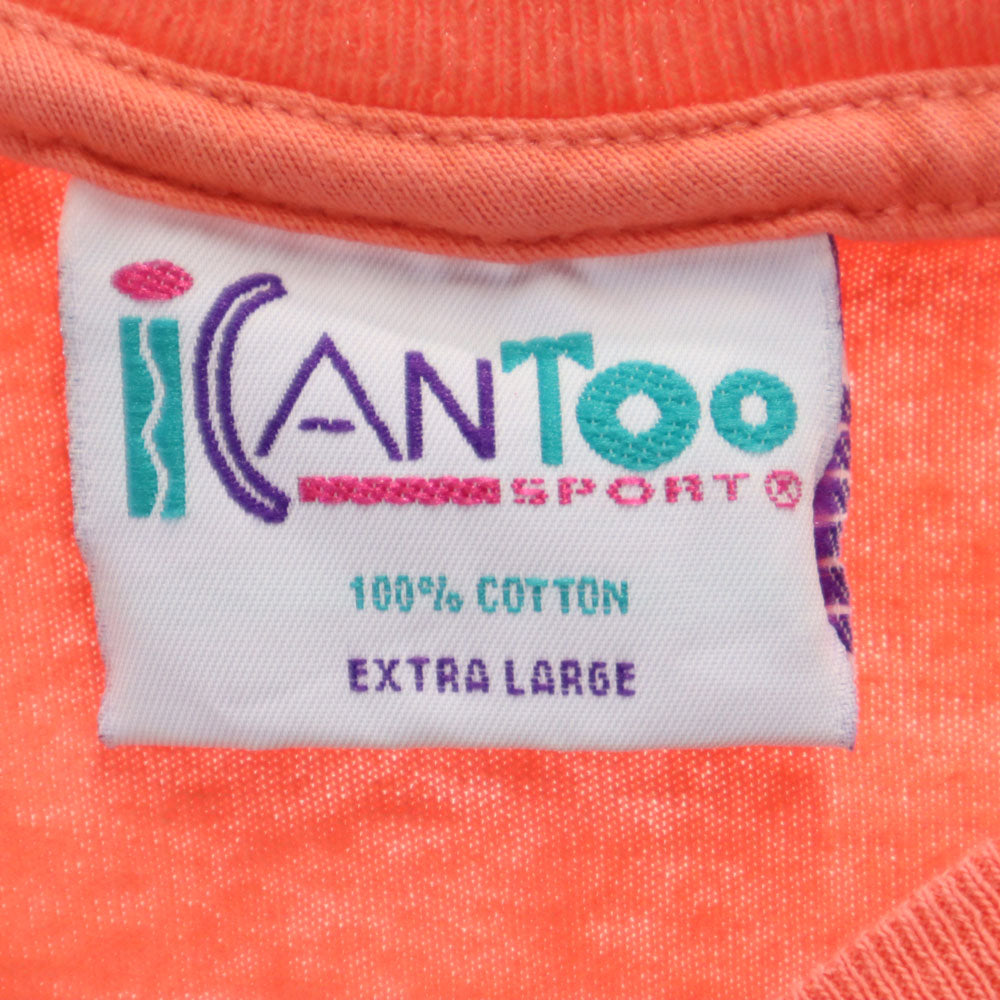 iCANTOO
SPORT®
100% COTTON
EXTRA LARGE